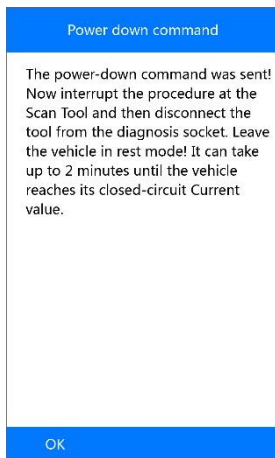 Power down command
The power-down command was sent!
Now interrupt the procedure at the
Scan Tool and then disconnect the
tool from the diagnosis socket. Leave
the vehicle in rest mode! It can take
up to 2 minutes until the vehicle
reaches its closed-circuit Current
value.
OK